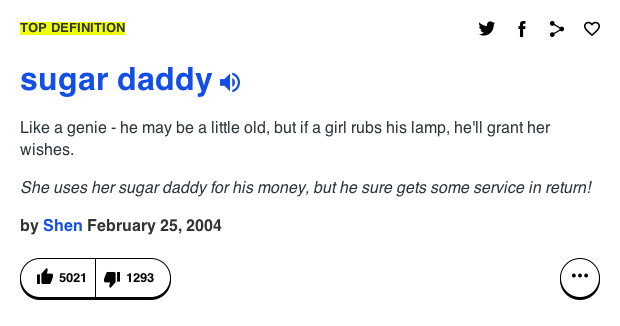 TOP DEFINITION
sugar daddy
Like a genie - he may be a little old, but if a girl rubs his lamp, he'll grant her
wishes.
She uses her sugar daddy for his money, but he sure gets some service in return!
by Shen February 25, 2004
5021 1293